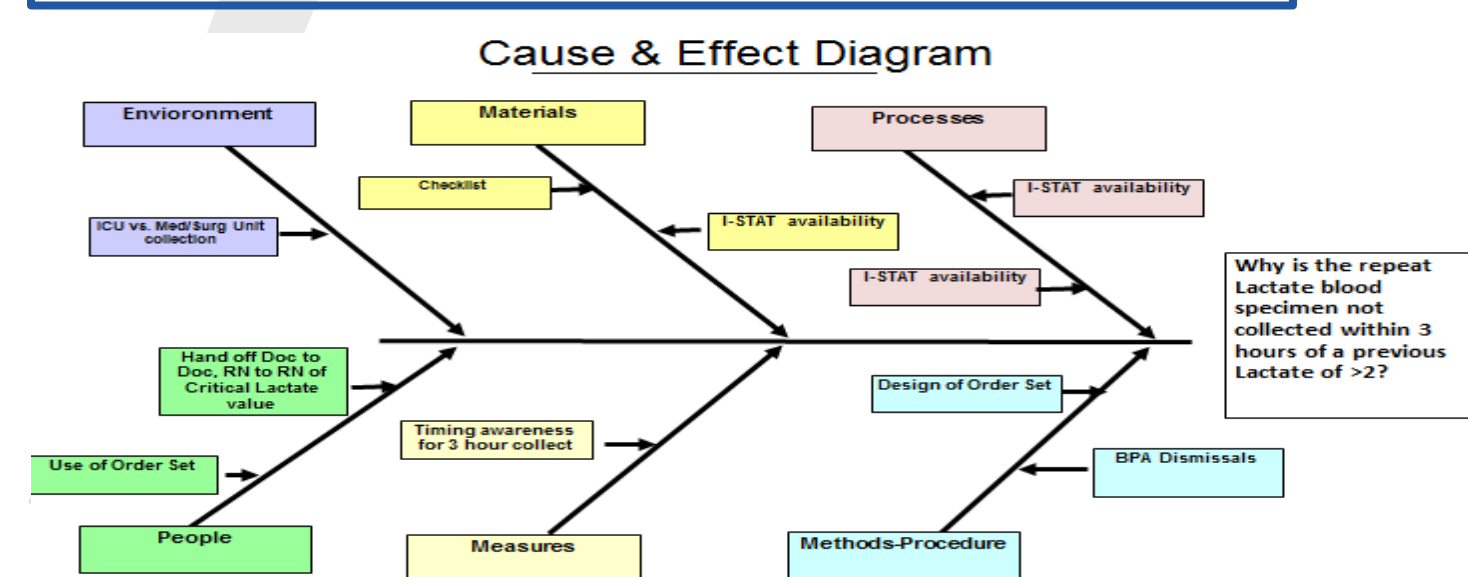 Cause & Effect Diagram
Envioronment
Materials
Processes
Checklist
I-STAT availability
ICU vs. Med/Surg Unit
collection
I-STAT availability
I-STAT availability
Why is the repeat
Lactate blood
specimen not
collected within 3
hours of a previous
Lactate of >2?
Hand off Doc to
Doc, RN to RN of
Critical Lactate
value
Design of Order Set
Timing awareness
for 3 hour collect
Use of Order Set
BPA Dismissals
People
Measures
Methods-Procedure